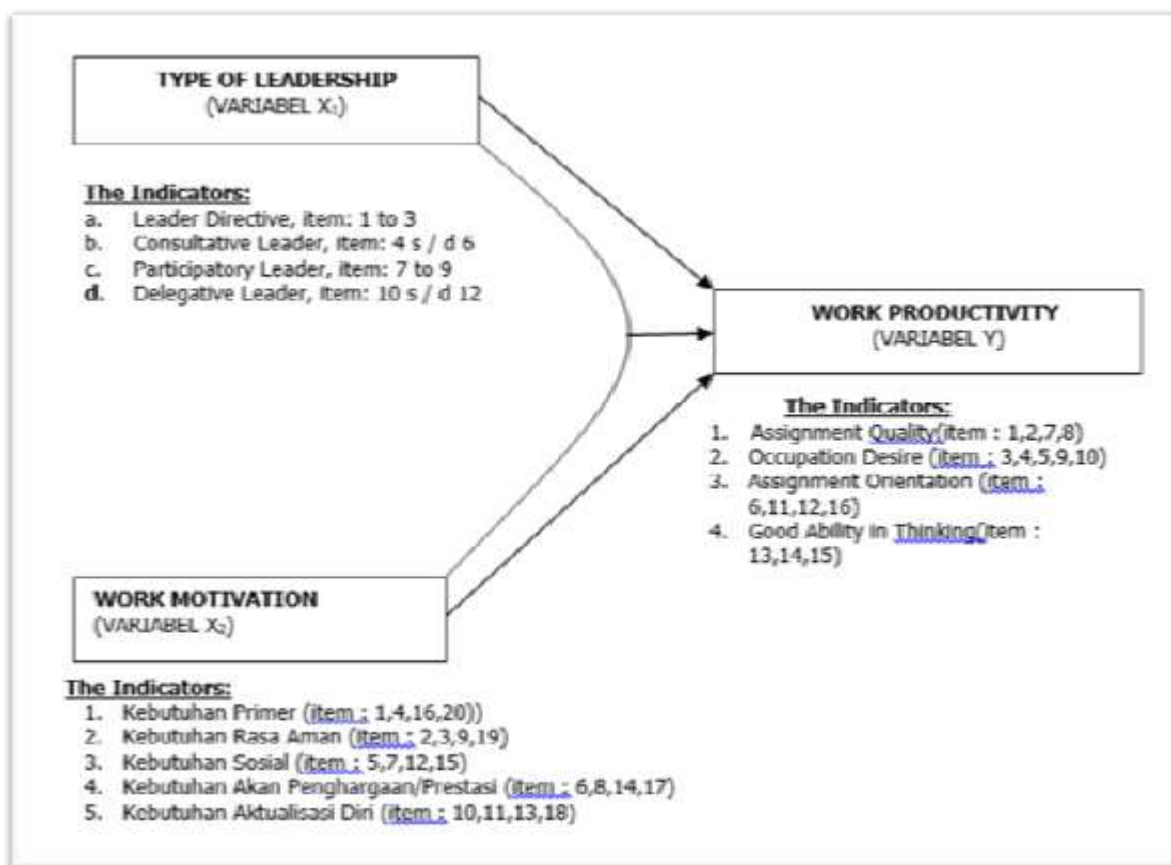 TYPE OF LEADERSHIP
(VARIABEL X₁)
The Indicators:
a. Leader Directive, item: 1 to 3
b. Consultative Leader, item: 4 s / d 6
c. Participatory Leader, item: 7 to 9
d. Delegative Leader, item: 10 s / d 12
WORK PRODUCTIVITY
(VARIABEL Y)
The Indicators:
1. Assignment Quality(item : 1,2,7,8)
2. Occupation Desire (item : 3,4,5,9,10)
3. Assignment Orientation (item :
6,11,12,16)
4. Good Ability in Thinking(item :
13,14,15)
WORK MOTIVATION
(VARIABEL X₂)
The Indicators:
1. Kebutuhan Primer (item : 1,4,16,20))
2. Kebutuhan Rasa Aman (item : 2,3,9,19)
3. Kebutuhan Sosial (item : 5,7,12,15)
4. Kebutuhan Akan Penghargaan/Prestasi (item : 6,8,14,17)
5. Kebutuhan Aktualisasi Diri (item : 10,11,13,18)